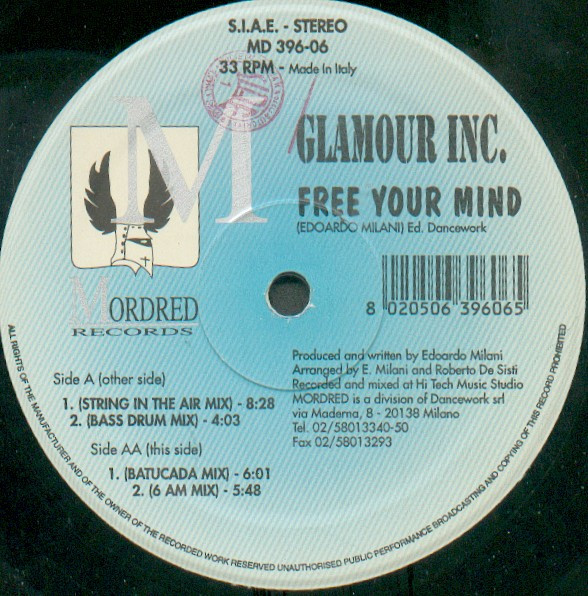 S.I.A.E. - STEREO
MD 396-06
33 RPM - Made In Italy
M
GLAMOUR INC.
FREE YOUR MIND
(EDOARDO MILANI) Ed. Dancework
8 020506 396065
MORDRED
RECORDS
Side A (other side)
1. (STRING IN THE AIR MIX) - 8:28
2. (BASS DRUM MIX) - 4:03
Side AA (this side)
1. (BATUCADA MIX) - 6:01
2. (6 AM MIX) - 5:48
Produced and written by Edoardo Milani
Arranged by E. Milani and Roberto De Sisti
Recorded and mixed at Hi Tech Music Studio
MORDRED is a division of Dancework srl
via Maderna, 8 - 20138 Milano
Tel. 02/58013340-50
Fax 02/58013293
ALL RIGHTS OF THE MANUFACTURER AND OF THE OWNER OF THE RECORDED WORK RESERVED UNAUTHORISED PUBLIC PERFORMANCE BROADCASTING AND COPYING OF THIS RECORD PROHIBITED